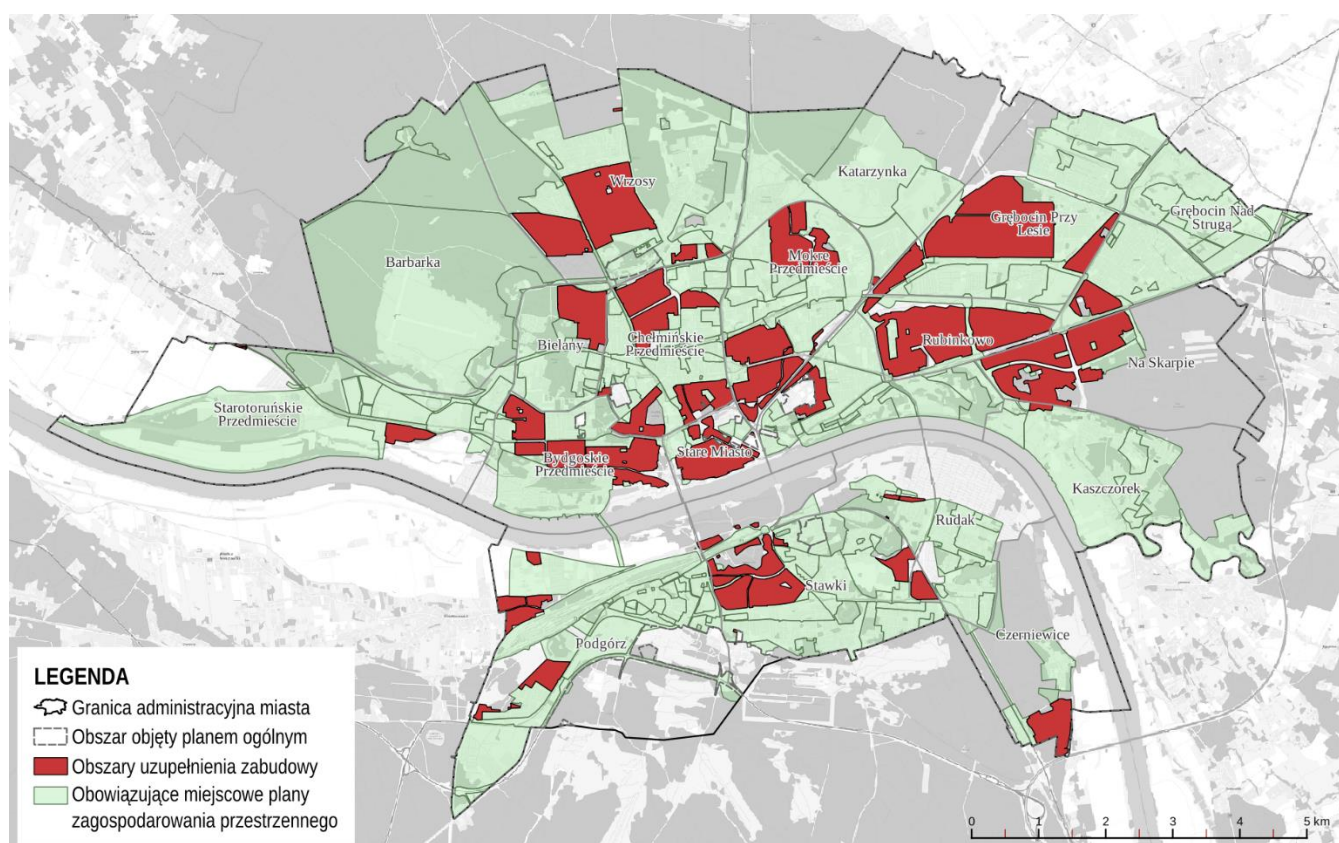 Wrzosy
Katarzynka
Grębocin Przy
Lesie
Grębocin Nad
Strugą
Mokre
Przedmieście
Barbarka
Chełmińskie
Przedmieście
Bielany
Rubinkowo
Na Skarpie
Starotoruńskie
Przedmieście
Bydgoskie
Przedmieście
Stare Miasto
Kaszczorek
Rudak
Stawki
Podgórz
Czerniewice
LEGENDA
Granica administracyjna miasta
Obszar objęty planem ogólnym
Obszary uzupełnienia zabudowy
Obowiązujące miejscowe plany
zagospodarowania przestrzennego
0 1 2 3 4 5 km